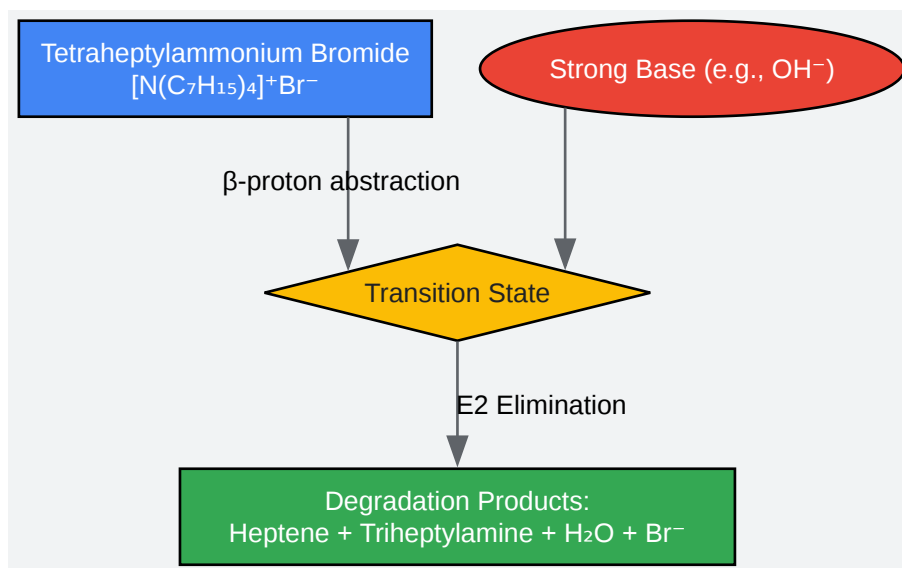 Tetraheptylammonium Bromide
[N(C₇H₁₅)₄]⁺Br⁻
Strong Base (e.g., OH⁻)
β-proton abstraction
Transition State
E2 Elimination
Degradation Products:
Heptene + Triheptylamine + H₂O + Br⁻